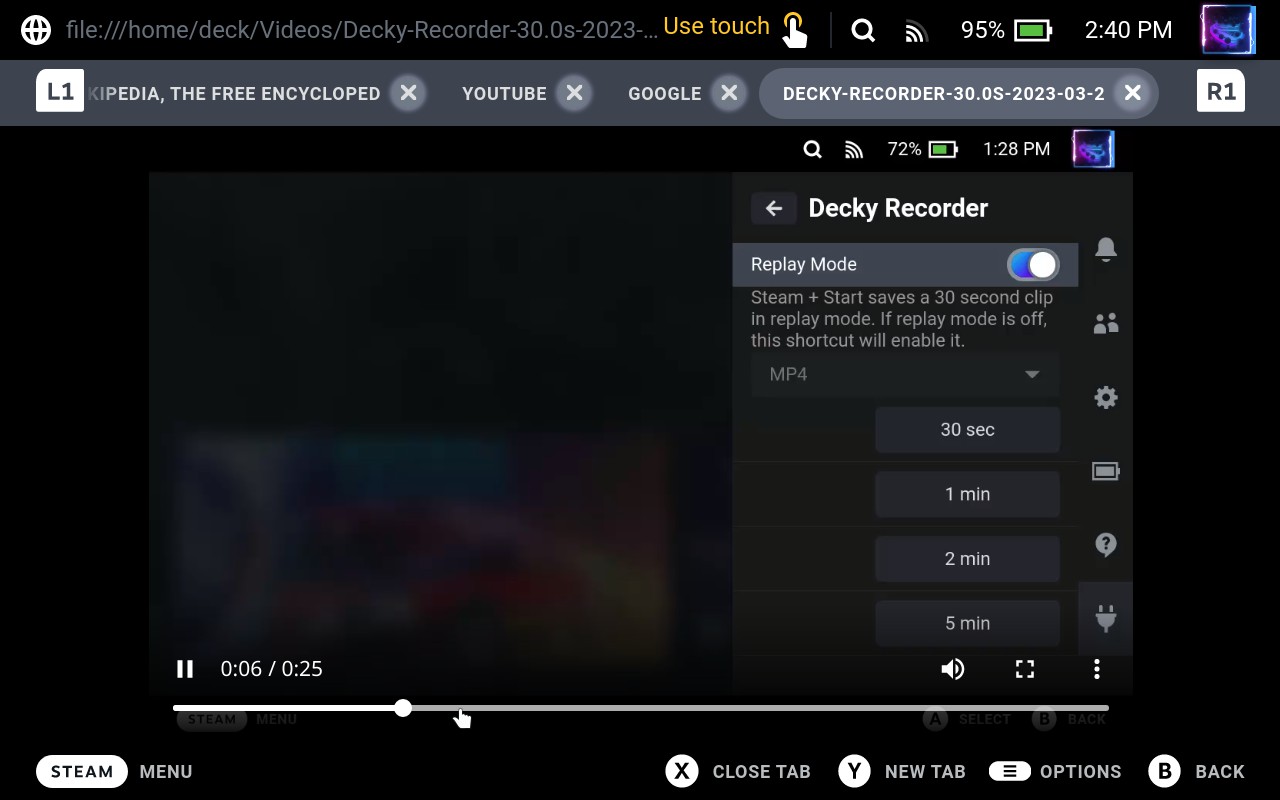 file:///home/deck/Videos/Decky-Recorder-30.0s-2023-... Use touch 95% 2:40 PM
L1 KIPEDIA, THE FREE ENCYCLOPED YOUTUBE GOOGLE DECKY-RECORDER-30.0S-2023-03-2 R1
72% 1:28 PM
Decky Recorder
Replay Mode
Steam + Start saves a 30 second clip
in replay mode. If replay mode is off,
this shortcut will enable it.
MP4
30 sec
1 min
2 min
5 min
0:06 / 0:25
STEAM MENU A SELECT B BACK
STEAM MENU X CLOSE TAB Y NEW TAB OPTIONS B BACK